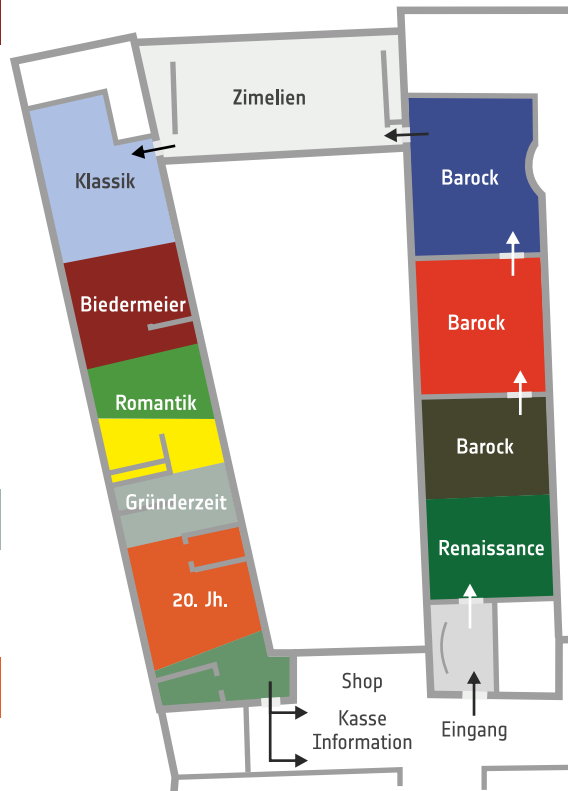 Zimelien
Klassik
Barock
Biedermeier
Barock
Romantik
Barock
Gründerzeit
Renaissance
20. Jh.
Shop
Kasse
Information
Eingang